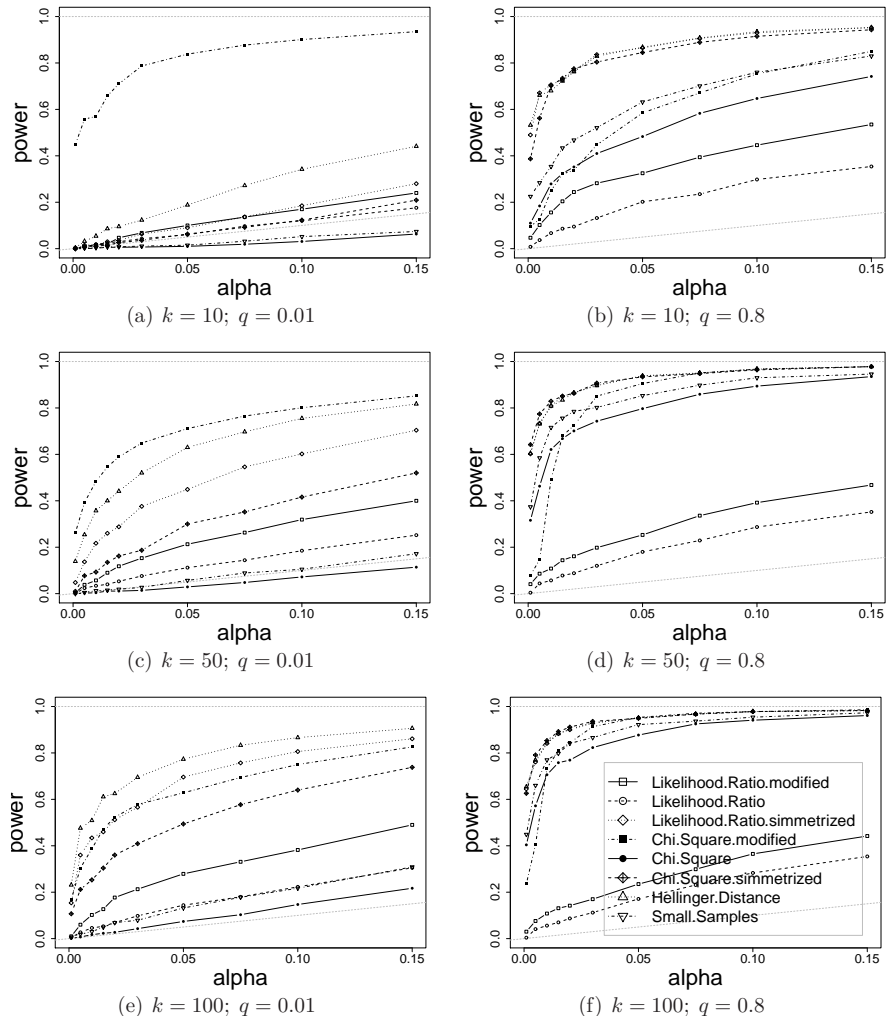 power
0.0 0.2 0.4 0.6 0.8 1.0
0.00 0.05 0.10 0.15
alpha
(a) k = 10; q = 0.01
power
0.0 0.2 0.4 0.6 0.8 1.0
0.00 0.05 0.10 0.15
alpha
(b) k = 10; q = 0.8
power
0.0 0.2 0.4 0.6 0.8 1.0
0.00 0.05 0.10 0.15
alpha
(c) k = 50; q = 0.01
power
0.0 0.2 0.4 0.6 0.8 1.0
0.00 0.05 0.10 0.15
alpha
(d) k = 50; q = 0.8
power
0.0 0.2 0.4 0.6 0.8 1.0
0.00 0.05 0.10 0.15
alpha
(e) k = 100; q = 0.01
power
0.0 0.2 0.4 0.6 0.8 1.0
Likelihood.Ratio.modified
Likelihood.Ratio
Likelihood.Ratio.simmetrized
Chi.Square.modified
Chi.Square
Chi.Square.simmetrized
Hellinger.Distance
Small.Samples
0.00 0.05 0.10 0.15
alpha
(f) k = 100; q = 0.8